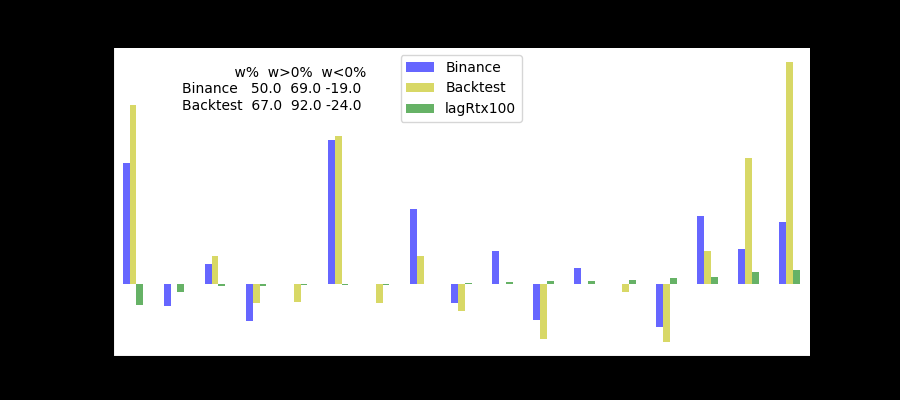 w% w>0% w<0%
Binance 50.0 69.0 -19.0
Backtest 67.0 92.0 -24.0
Binance
Backtest
lagRtx100